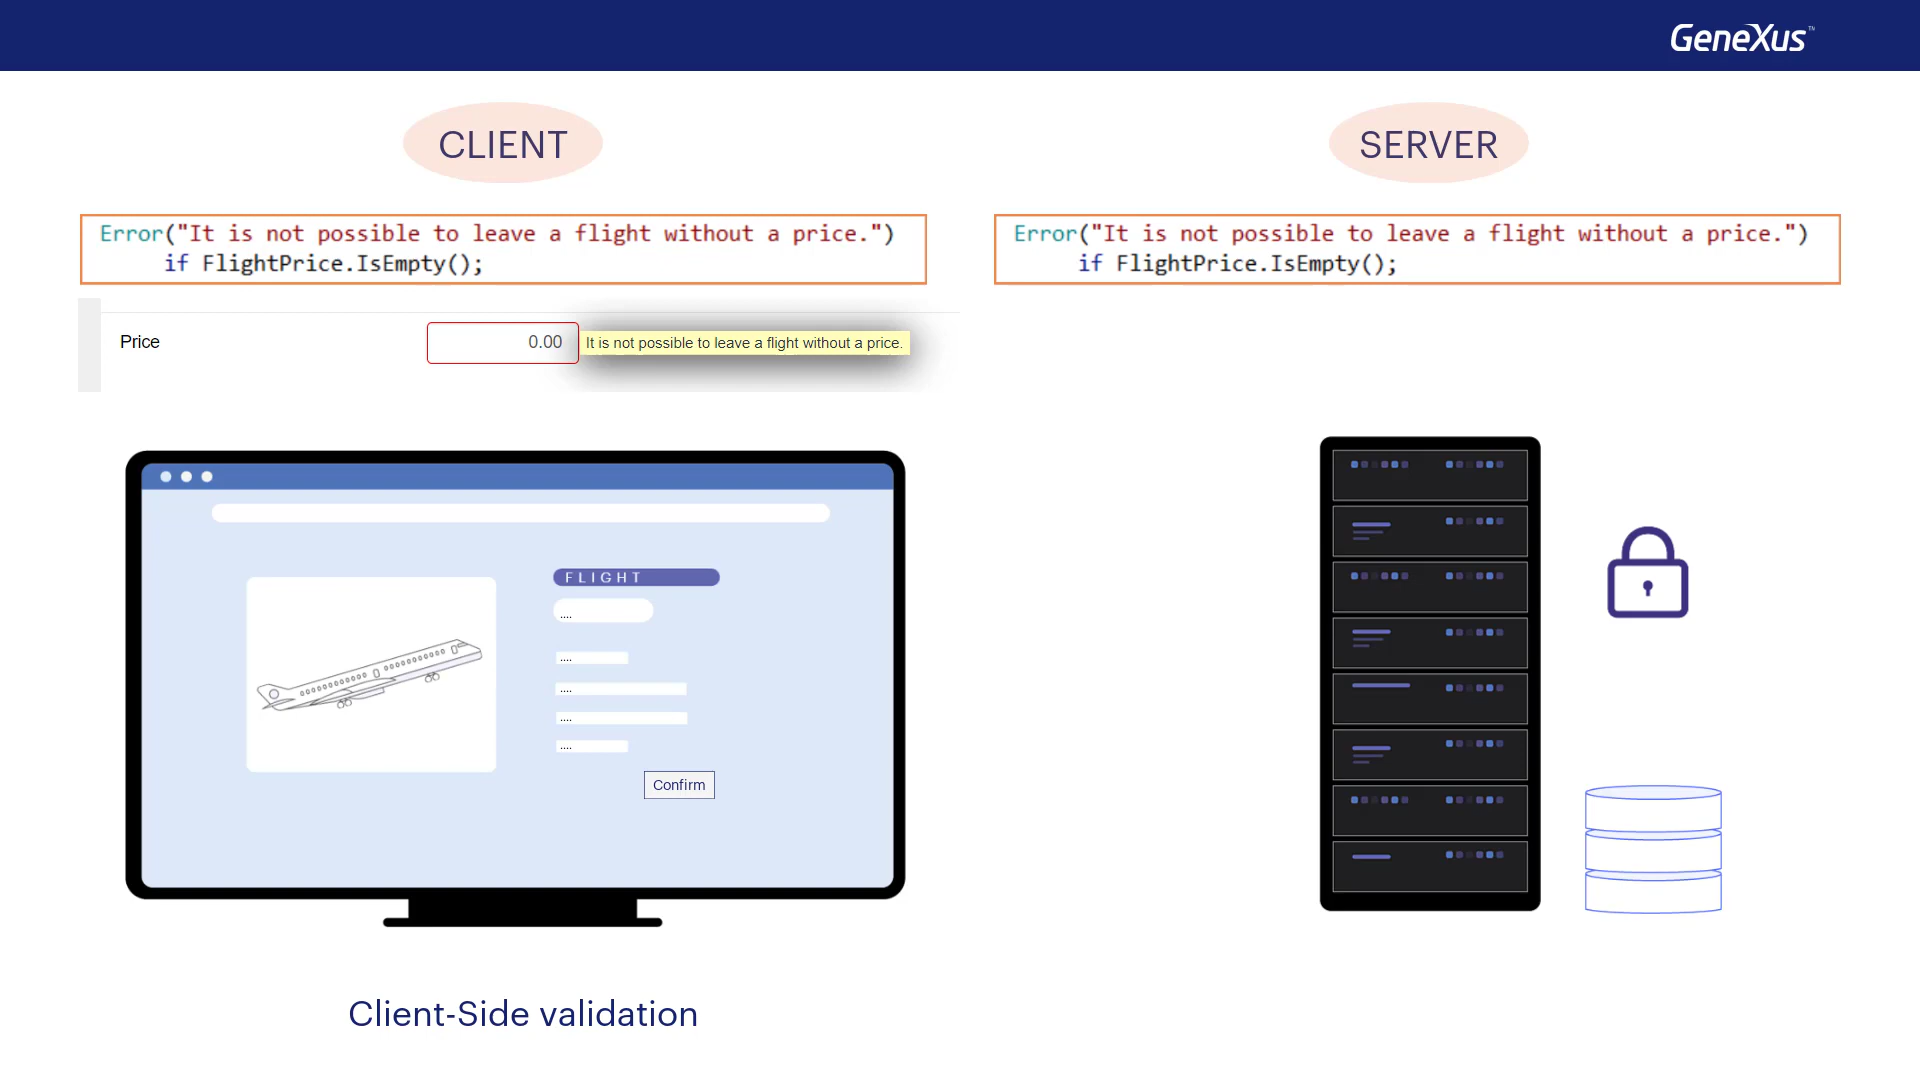 GeneXus™
CLIENT
SERVER
Error("It is not possible to leave a flight without a price.")
if FlightPrice.IsEmpty();
Error("It is not possible to leave a flight without a price.")
if FlightPrice.IsEmpty();
Price
0.00
It is not possible to leave a flight without a price.
FLIGHT
....
....
....
....
....
Confirm
Client-Side validation